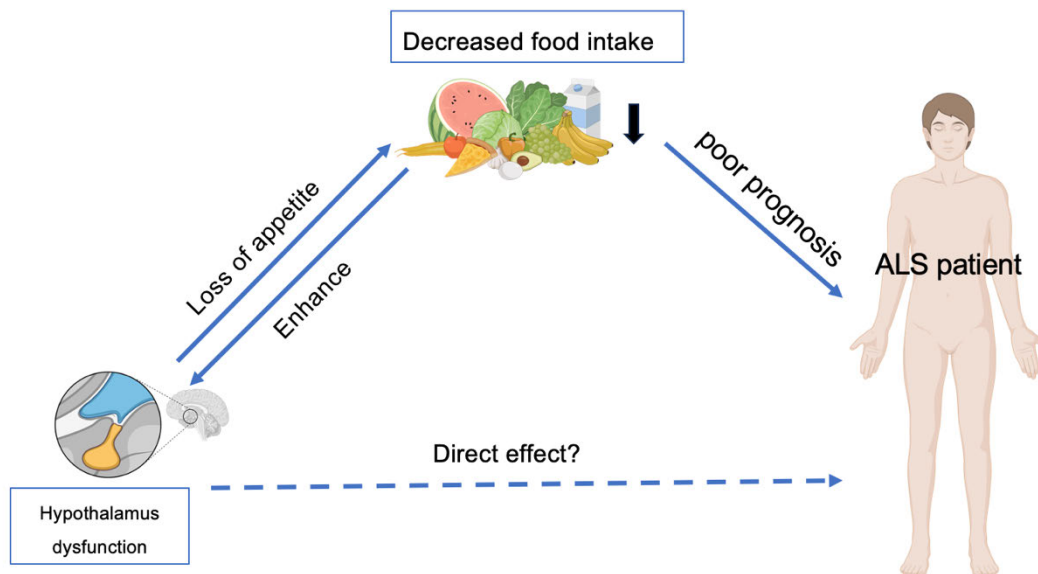 Decreased food intake
Loss of appetite
Enhance
poor prognosis
ALS patient
Direct effect?
Hypothalamus
dysfunction